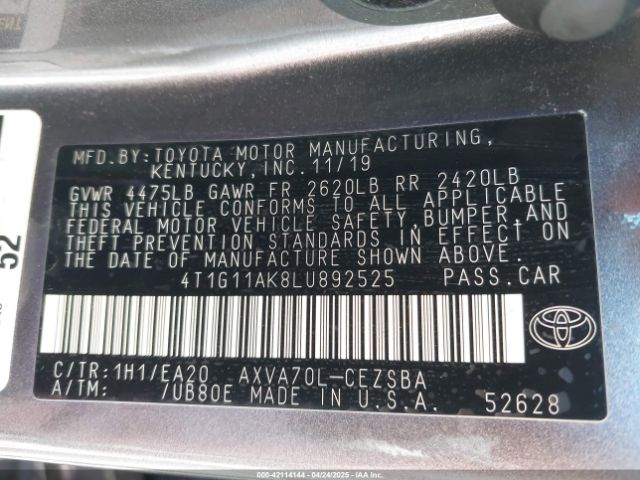 MFD.BY:TOYOTA MOTOR MANUFACTURING,
KENTUCKY,INC.11/19
GVWR 4475LB GAWR FR 2620LB RR 2420LB
THIS VEHICLE CONFORMS TO ALL APPLICABLE
FEDERAL MOTOR VEHICLE SAFETY,BUMPER,AND
THEFT PREVENTION STANDARDS IN EFFECT ON
THE DATE OF MANUFACTURE SHOWN ABOVE.
4T1G11AK8LU892525 PASS.CAR
C/TR:1H1/EA20 AXVA70L-CEZSBA
A/TM: /UB80E MADE IN U.S.A. 52628
52
000-42114144 - 04/24/2025 - IAAI.COM